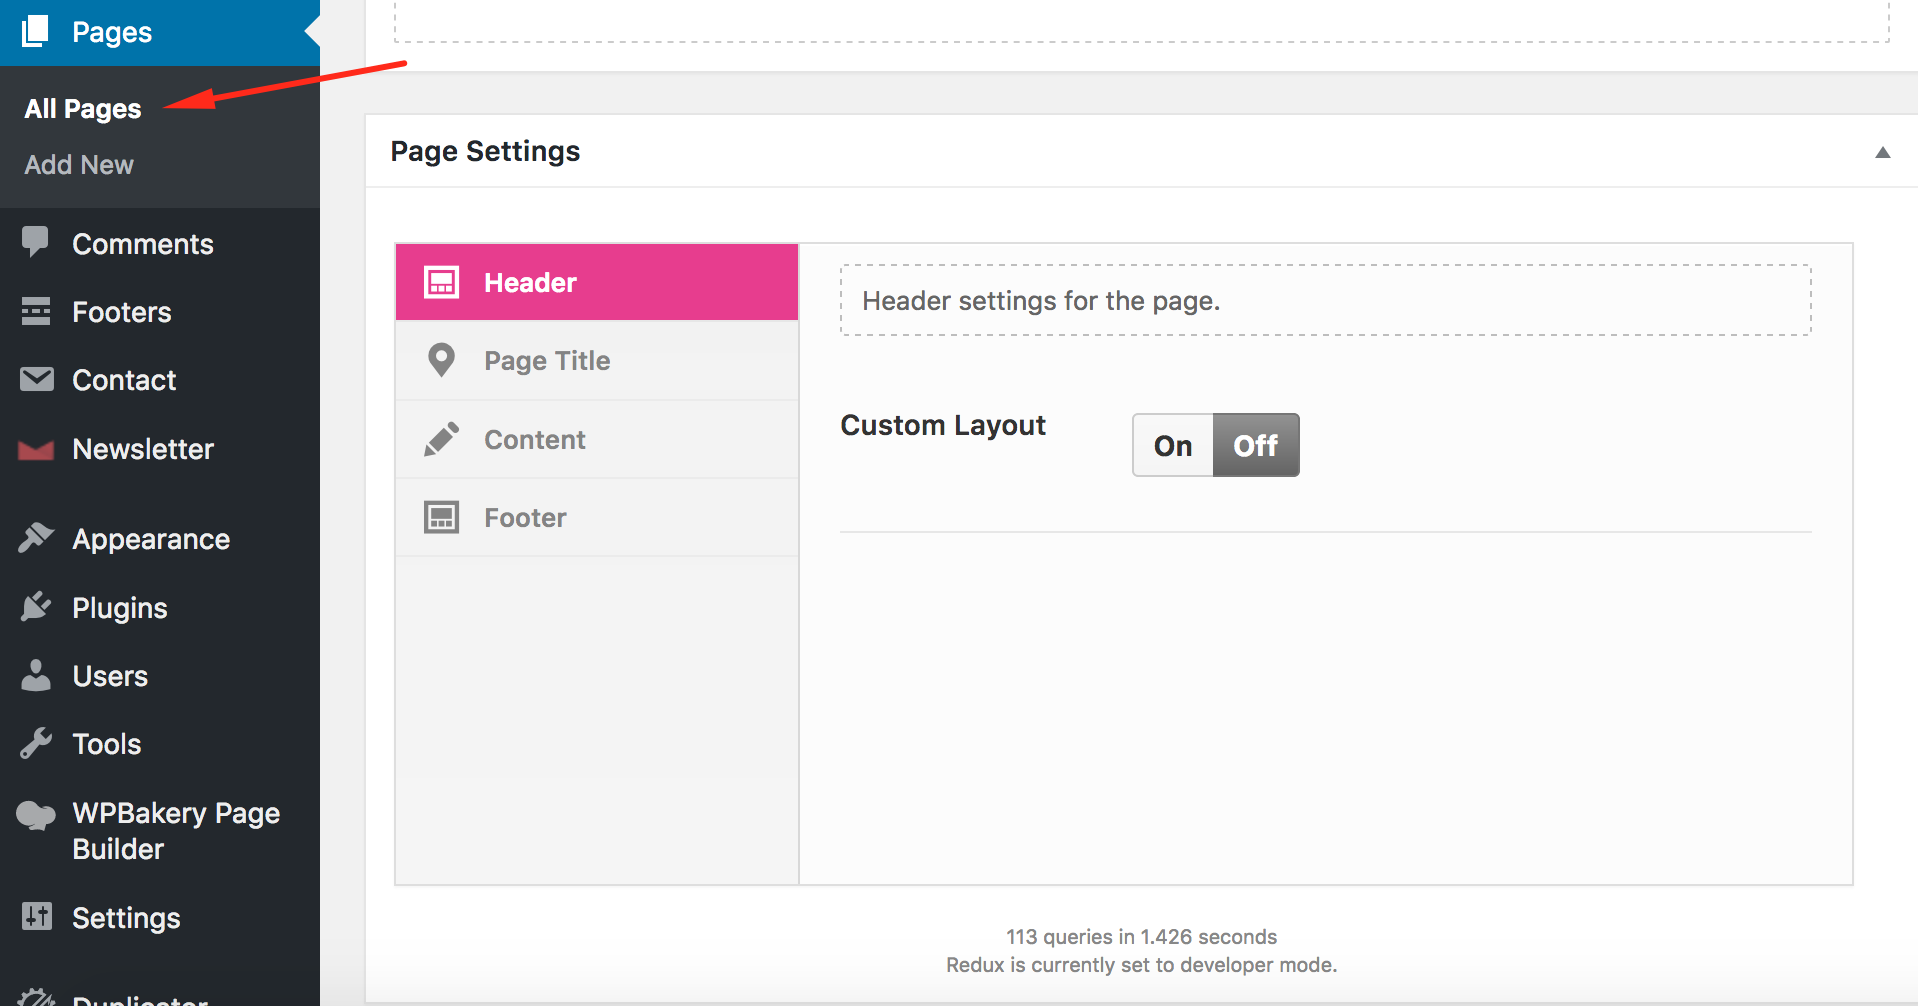 Pages
All Pages
Add New
Comments
Footers
Contact
Newsletter
Appearance
Plugins
Users
Tools
WPBakery Page
Builder
Settings
Duplicator
Page Settings
Header
Page Title
Content
Footer
Header settings for the page.
Custom Layout
On Off
113 queries in 1.426 seconds
Redux is currently set to developer mode.